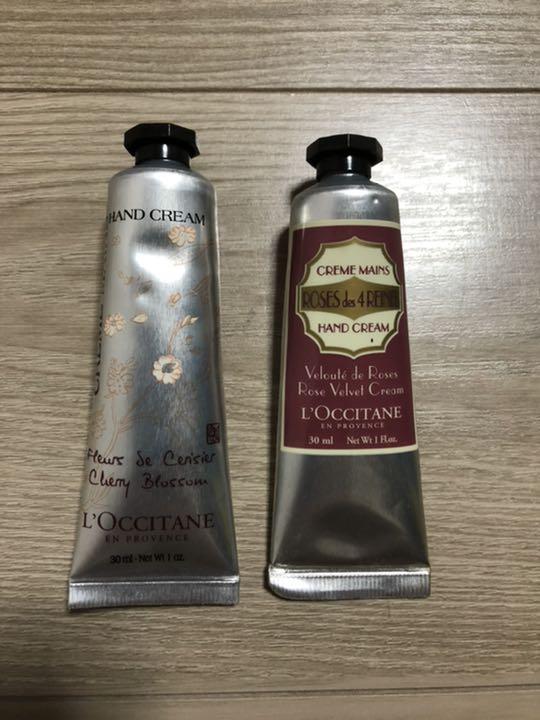 HAND CREAM
Fleurs de Cerisier
Cherry Blossom
L'OCCITANE
EN PROVENCE
30 ml - Net Wt 1 oz.
CREME MAINS
ROSES des 4 REINES
HAND CREAM
Velouté de Roses
Rose Velvet Cream
L'OCCITANE
EN PROVENCE
30 ml Net Wt 1 Fl.oz.